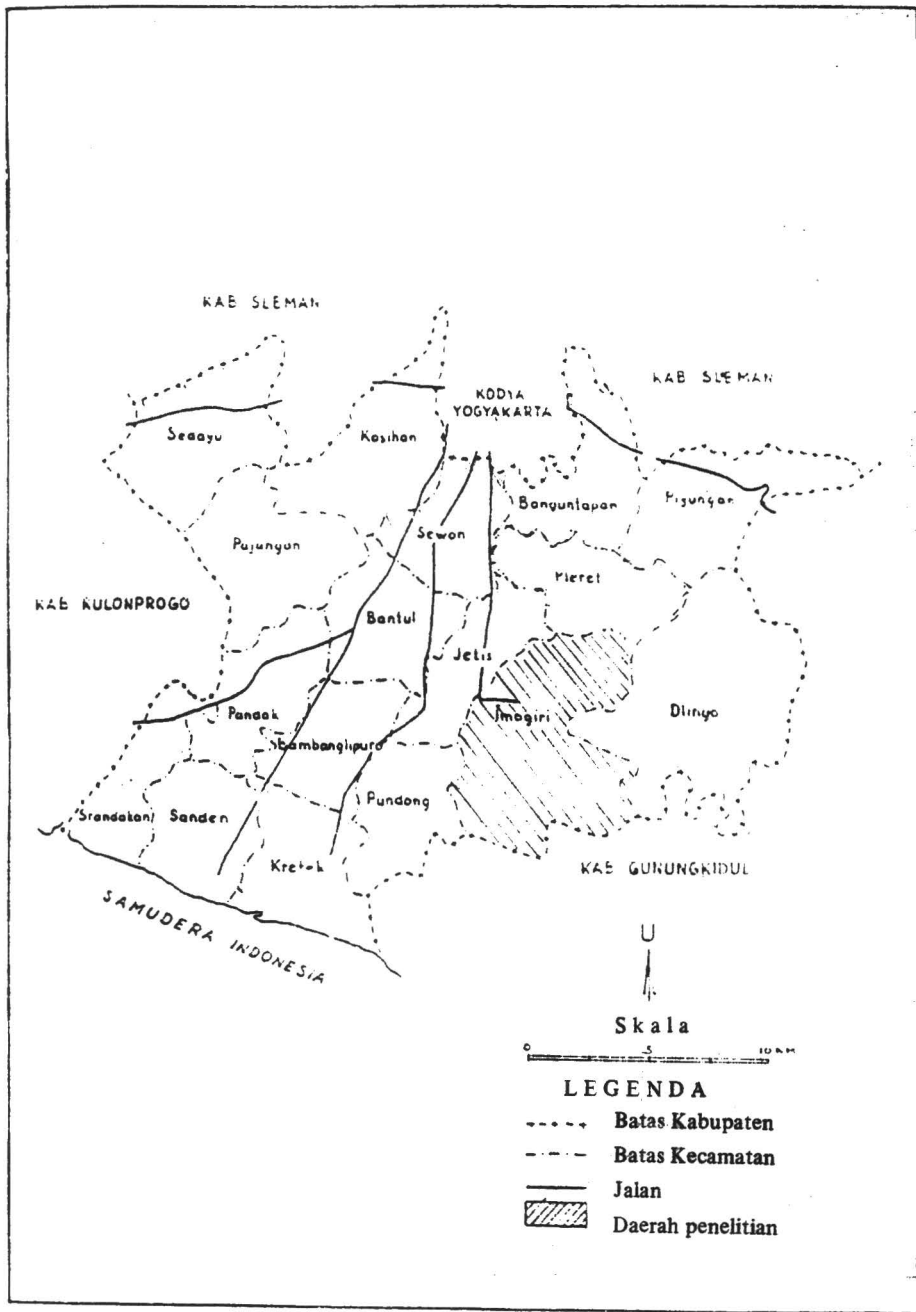 KAB SLEMAN
KAB SLEMAN
KODYA
YOGYAKARTA
Sedayu
Kasihan
Banguntapan
Piyungan
Sewon
Pajangan
Pleret
KAB KULONPROGO
Bantul
Jetis
Imogiri
Dlingo
Pandak
Bambanglipuro
Pundong
Srandakan
Sanden
Kretek
KAB GUNUNGKIDUL
SAMUDERA INDONESIA
U
Skala
0 5 10 KM
LEGENDA
Batas Kabupaten
Batas Kecamatan
Jalan
Daerah penelitian